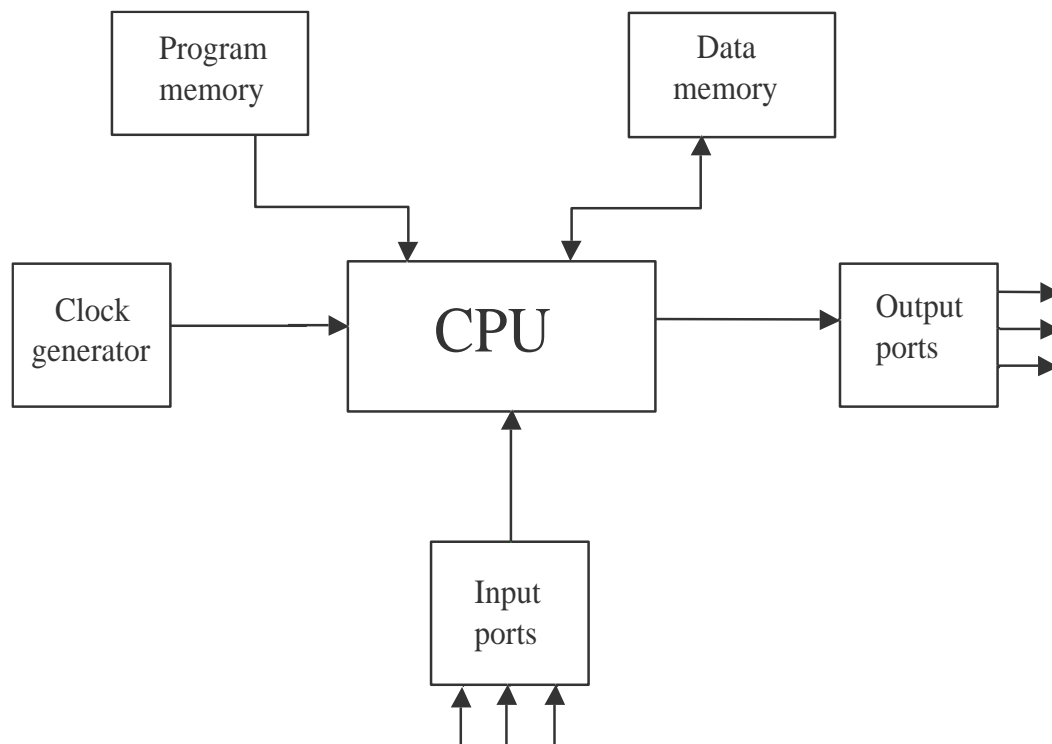 Program
memory
Data
memory
Clock
generator
CPU
Output
ports
Input
ports